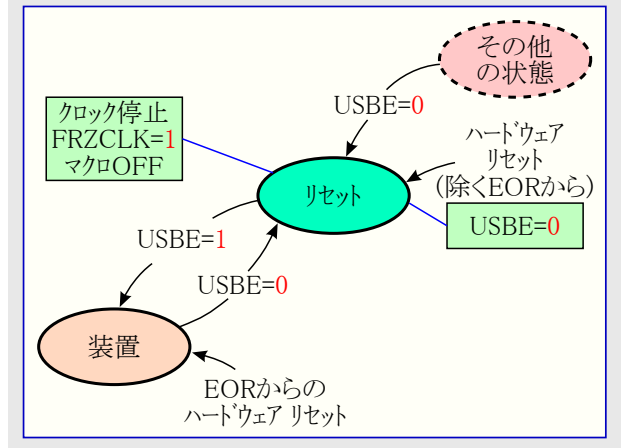 その他
の状態
USBE=0
クロック停止
FRZCLK=1
マクロOFF
ハードウェア
リセット
(除くEORから)
リセット
USBE=0
USBE=1
USBE=0
装置
EORからの
ハードウェア リセット